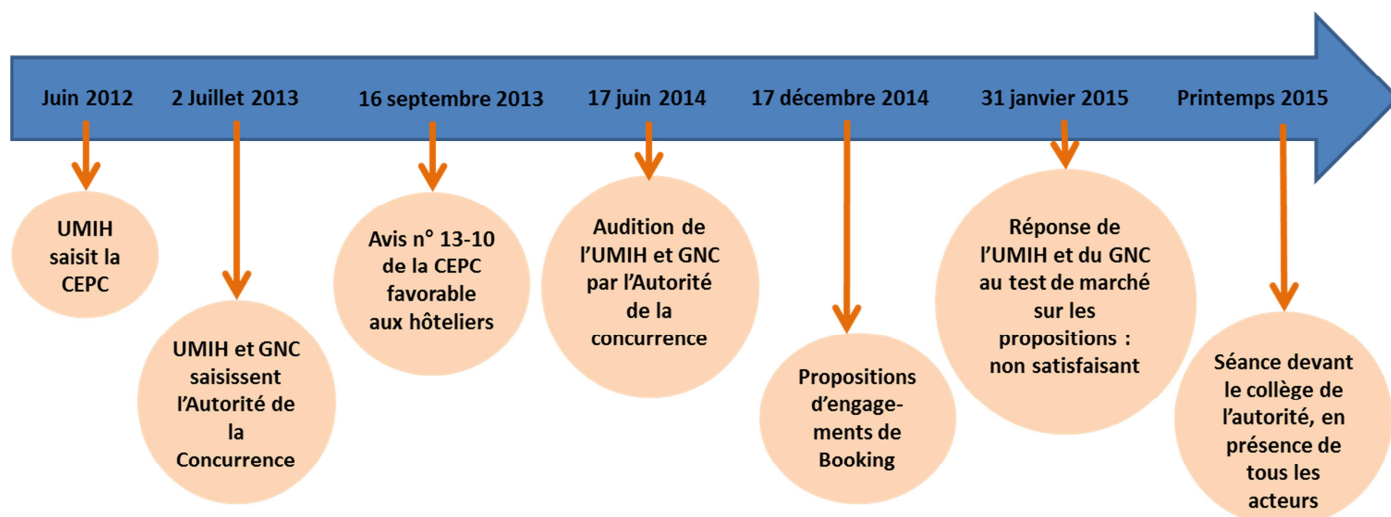 Juin 2012
2 Juillet 2013
16 septembre 2013
17 juin 2014
17 décembre 2014
31 janvier 2015
Printemps 2015
UMIH
saisit la
CEPC
UMIH et GNC
saisissent
l'Autorité de
la
Concurrence
Avis n° 13-10
de la CEPC
favorable
aux hôteliers
Audition de
l'UMIH et GNC
par l'Autorité
de la
concurrence
Propositions
d'engage-
ments de
Booking
Réponse de
l'UMIH et du GNC
au test de marché
sur les
propositions :
non satisfaisant
Séance devant
le collège de
l'autorité, en
présence de
tous les
acteurs